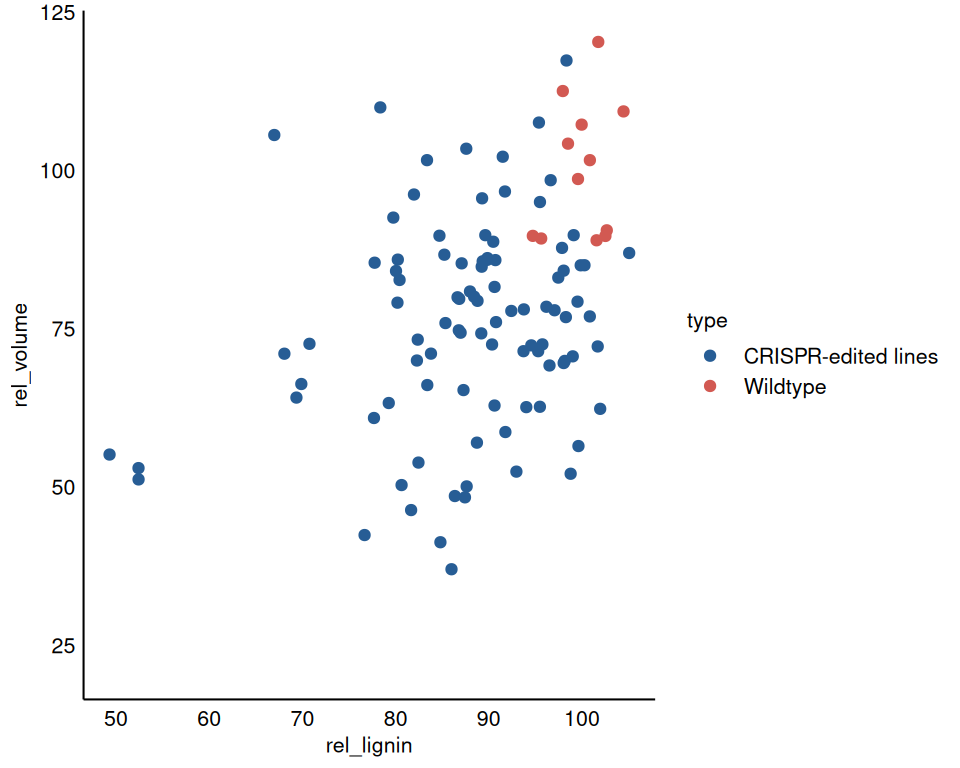 125
100
75
50
25
rel_volume
50 60 70 80 90 100
rel_lignin
type
CRISPR-edited lines
Wildtype